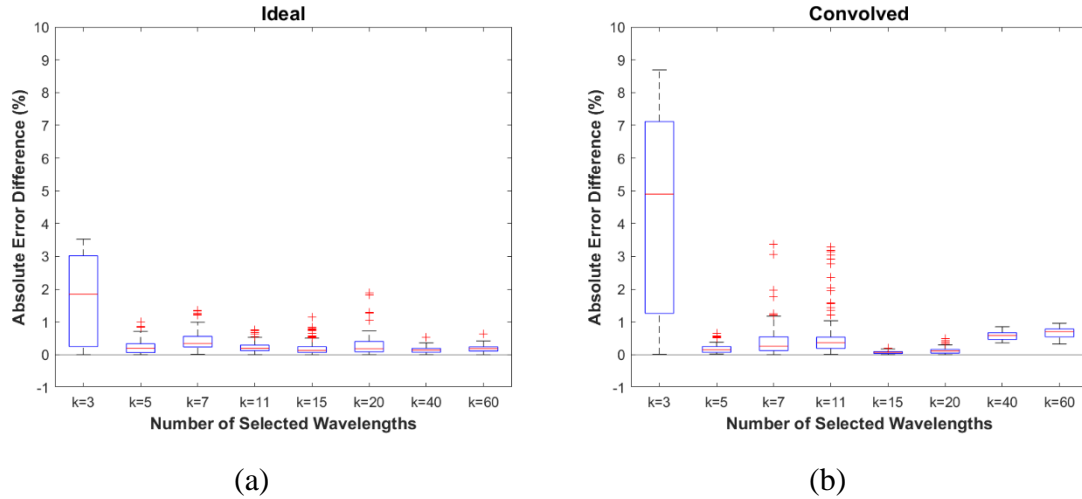 Ideal
10
9
8
7
6
5
4
3
2
1
0
-1
Absolute Error Difference (%)
k=3 k=5 k=7 k=11 k=15 k=20 k=40 k=60
Number of Selected Wavelengths
(a)
Convolved
10
9
8
7
6
5
4
3
2
1
0
-1
Absolute Error Difference (%)
k=3 k=5 k=7 k=11 k=15 k=20 k=40 k=60
Number of Selected Wavelengths
(b)